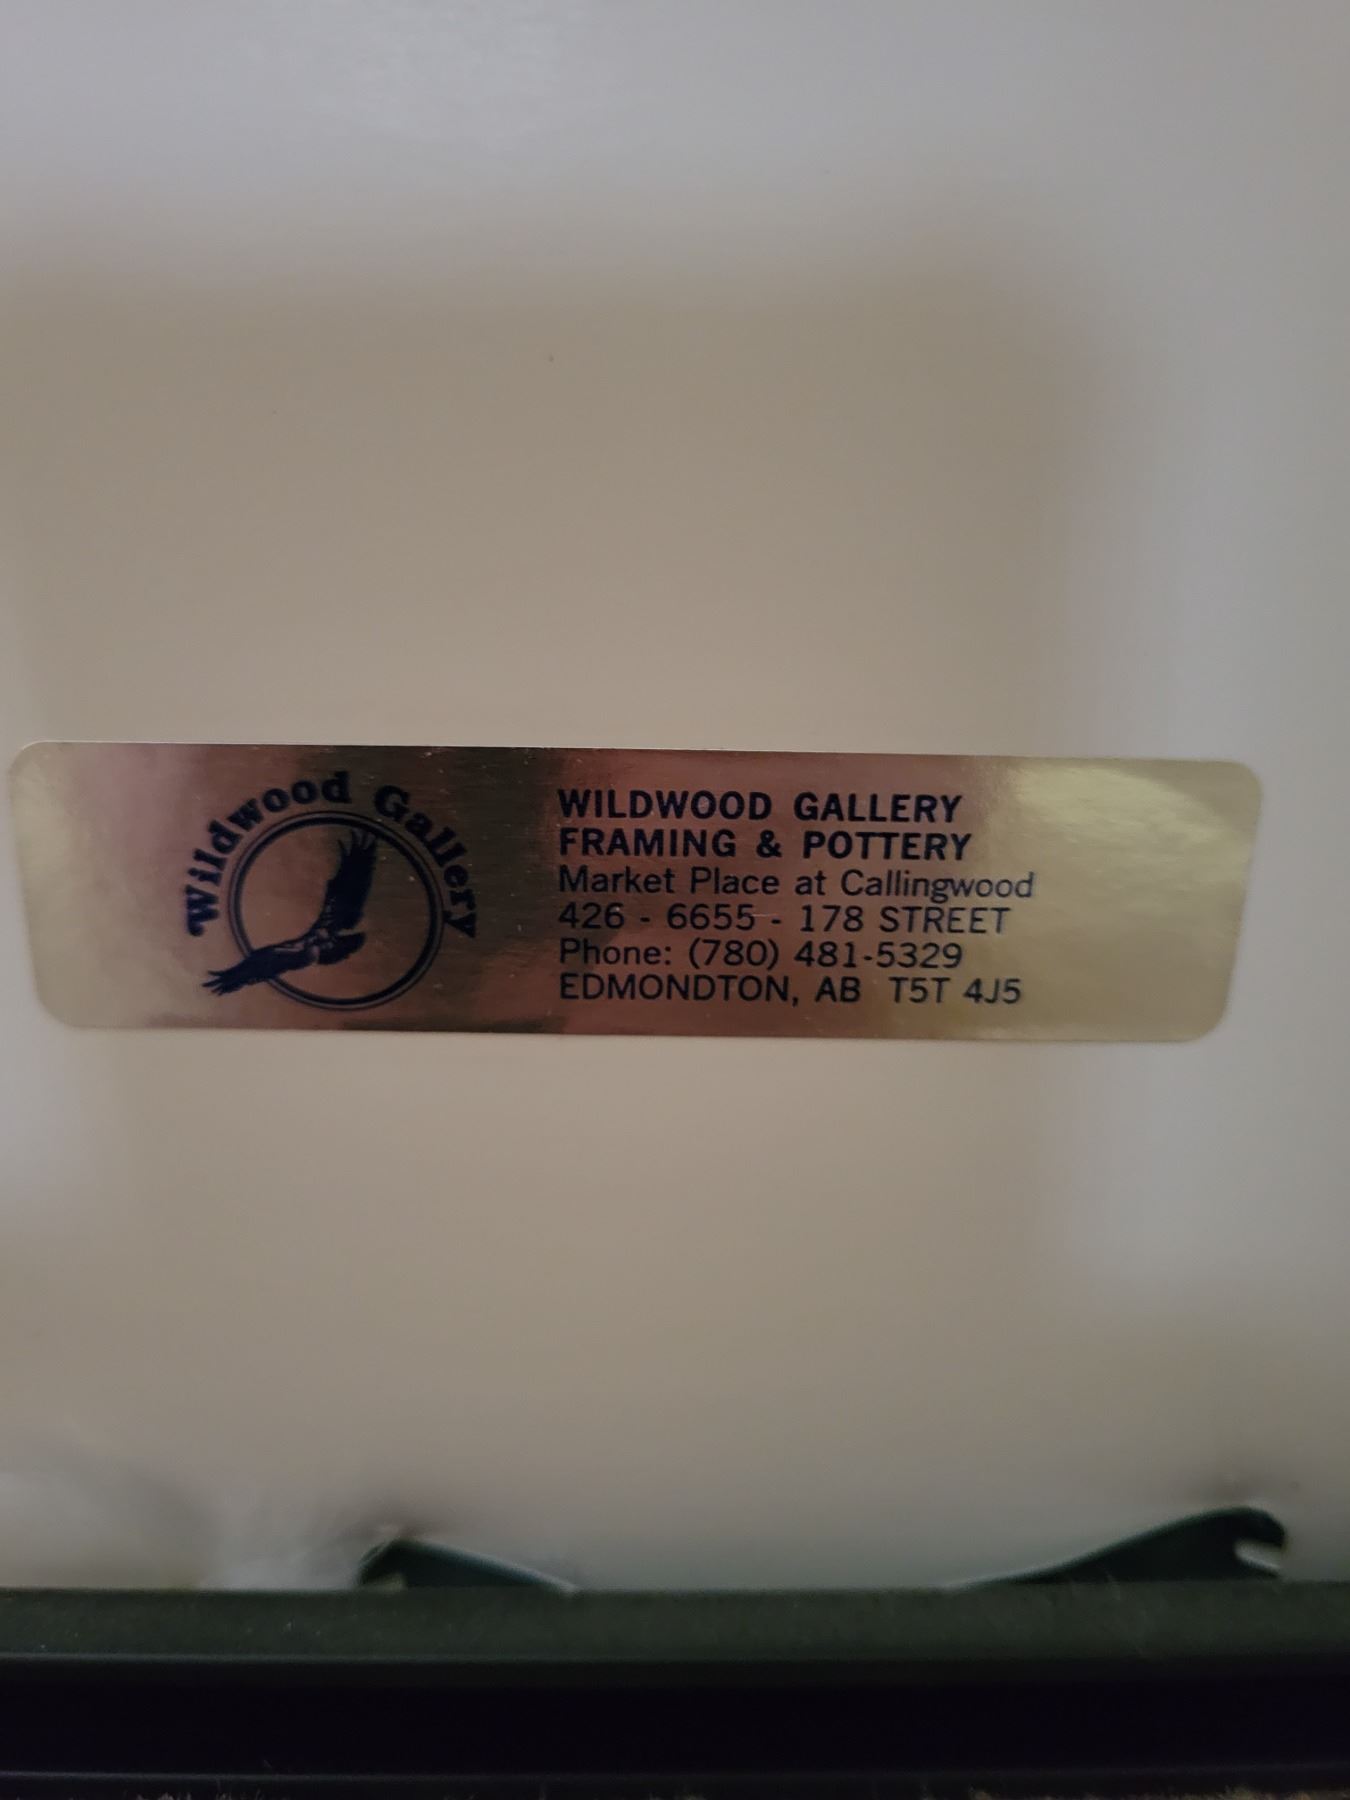 Wildwood Gallery
WILDWOOD GALLERY
FRAMING & POTTERY
Market Place at Callingwood
426 - 6655 - 178 STREET
Phone: (780) 481-5329
EDMONDTON, AB T5T 4J5